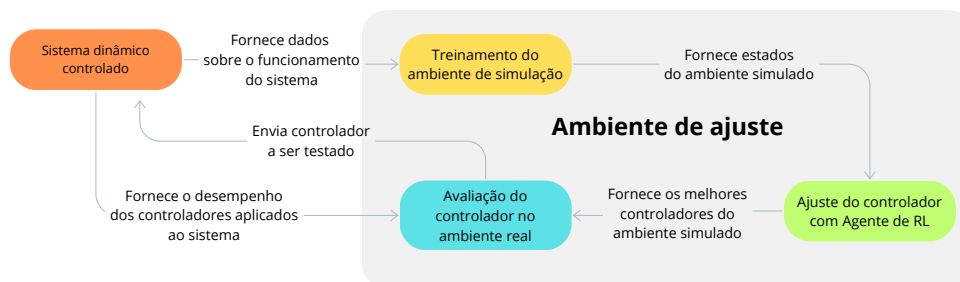 Sistema dinâmico
controlado
Fornece dados
sobre o funcionamento
do sistema
Treinamento do
ambiente de simulação
Fornece estados
do ambiente simulado
Ambiente de ajuste
Envia controlador
a ser testado
Fornece o desempenho
dos controladores aplicados
ao sistema
Avaliação do
controlador no
ambiente real
Fornece os melhores
controladores do
ambiente simulado
Ajuste do controlador
com Agente de RL